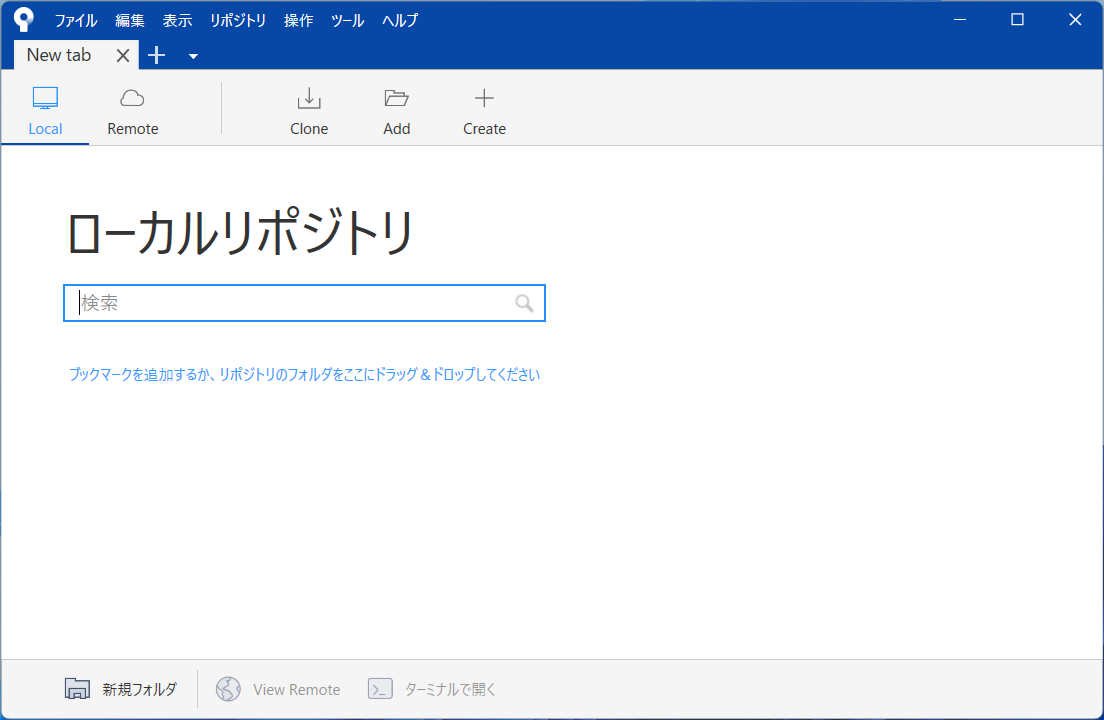 ファイル 編集 表示 リポジトリ 操作 ツール ヘルプ
New tab
Local Remote Clone Add Create
ローカルリポジトリ
検索
ブックマークを追加するか、リポジトリのフォルダをここにドラッグ＆ドロップしてください
新規フォルダ View Remote ターミナルで開く